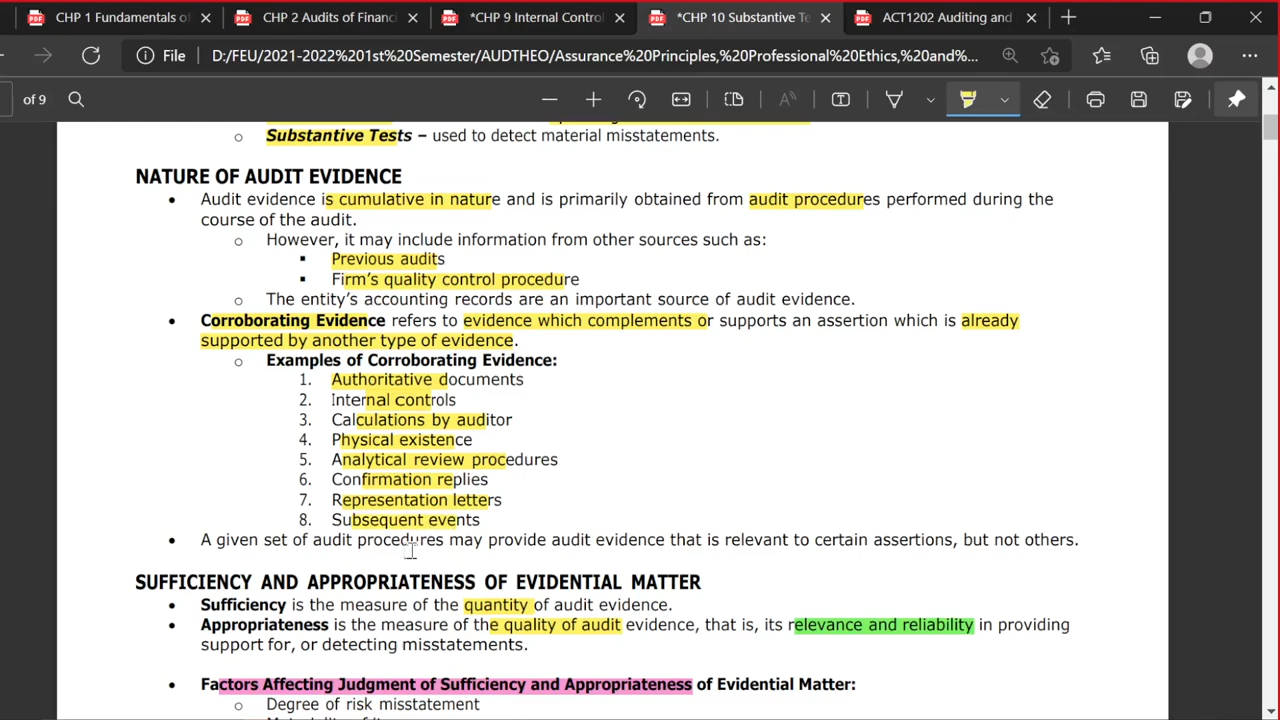 CHP 1 Fundamentals of
CHP 2 Audits of Financi
*CHP 9 Internal Control
*CHP 10 Substantive Te
ACT1202 Auditing and
File D:/FEU/2021-2022%201st%20Semester/AUDTHEO/Assurance%20Principles,%20Professional%20Ethics,%20and%...
of 9
o Substantive Tests – used to detect material misstatements.
NATURE OF AUDIT EVIDENCE
• Audit evidence is cumulative in nature and is primarily obtained from audit procedures performed during the
course of the audit.
o However, it may include information from other sources such as:
▪ Previous audits
▪ Firm's quality control procedure
o The entity's accounting records are an important source of audit evidence.
• Corroborating Evidence refers to evidence which complements or supports an assertion which is already
supported by another type of evidence.
o Examples of Corroborating Evidence:
1. Authoritative documents
2. Internal controls
3. Calculations by auditor
4. Physical existence
5. Analytical review procedures
6. Confirmation replies
7. Representation letters
8. Subsequent events
• A given set of audit procedures may provide audit evidence that is relevant to certain assertions, but not others.
SUFFICIENCY AND APPROPRIATENESS OF EVIDENTIAL MATTER
• Sufficiency is the measure of the quantity of audit evidence.
• Appropriateness is the measure of the quality of audit evidence, that is, its relevance and reliability in providing
support for, or detecting misstatements.
• Factors Affecting Judgment of Sufficiency and Appropriateness of Evidential Matter:
o Degree of risk misstatement